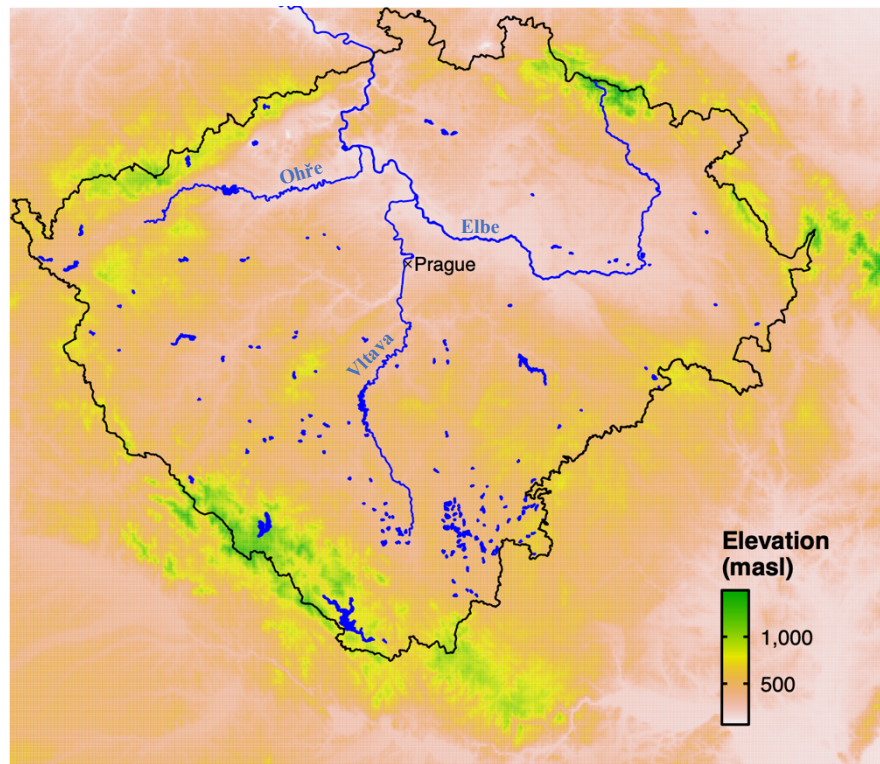 Ohře
Elbe
×Prague
Vltava
Elevation
(masl)
1,000
500